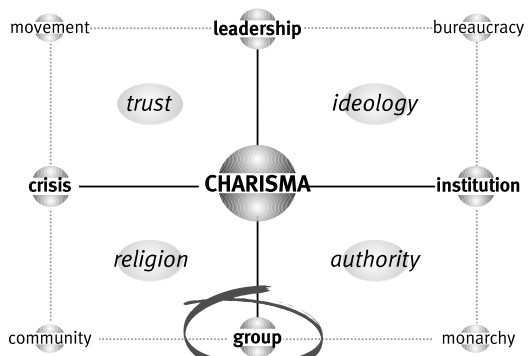 movement leadership bureaucracy
trust ideology
crisis CHARISMA institution
religion authority
community group monarchy